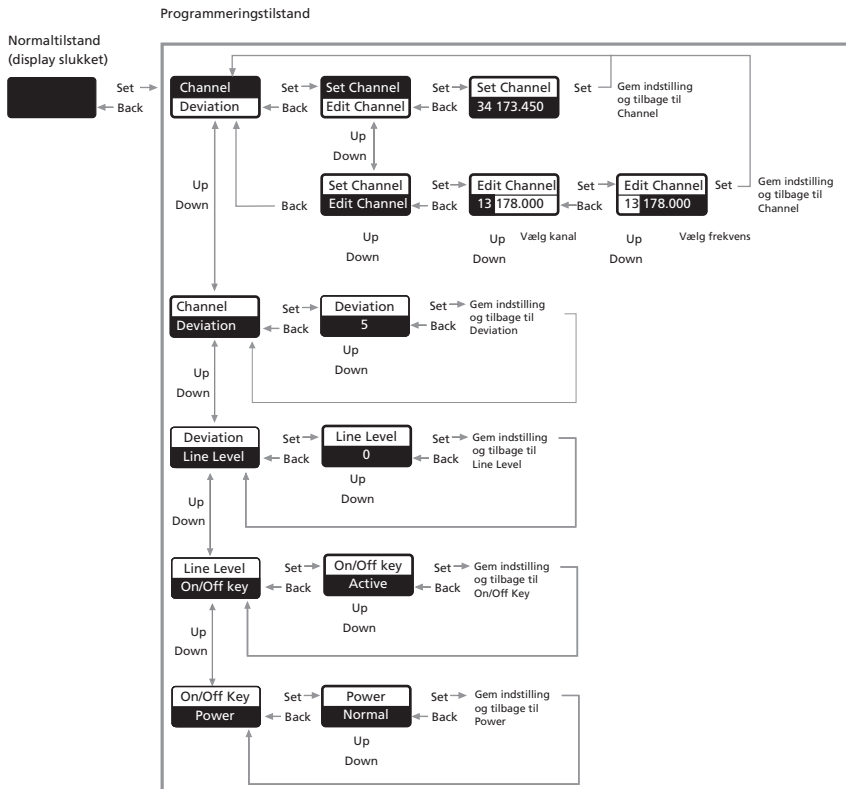 Programmeringstilstand
Normaltilstand
(display slukket)
Set
Back
Channel
Deviation
Set
Back
Set Channel
Edit Channel
Set
Back
Set Channel
34 173.450
Set
Gem indstilling
og tilbage til
Channel
Up
Down
Up
Down
Back
Set Channel
Edit Channel
Set
Back
Edit Channel
13 178.000
Set
Back
Edit Channel
13 178.000
Set
Gem indstilling
og tilbage til
Channel
Up
Down
Up
Down
Vælg kanal
Up
Down
Vælg frekvens
Channel
Deviation
Set
Back
Deviation
5
Set
Back
Gem indstilling
og tilbage til
Deviation
Up
Down
Up
Down
Deviation
Line Level
Set
Back
Line Level
0
Set
Back
Gem indstilling
og tilbage til
Line Level
Up
Down
Up
Down
Line Level
On/Off key
Set
Back
On/Off key
Active
Set
Back
Gem indstilling
og tilbage til
On/Off Key
Up
Down
Up
Down
On/Off Key
Power
Set
Back
Power
Normal
Set
Back
Gem indstilling
og tilbage til
Power
Up
Down